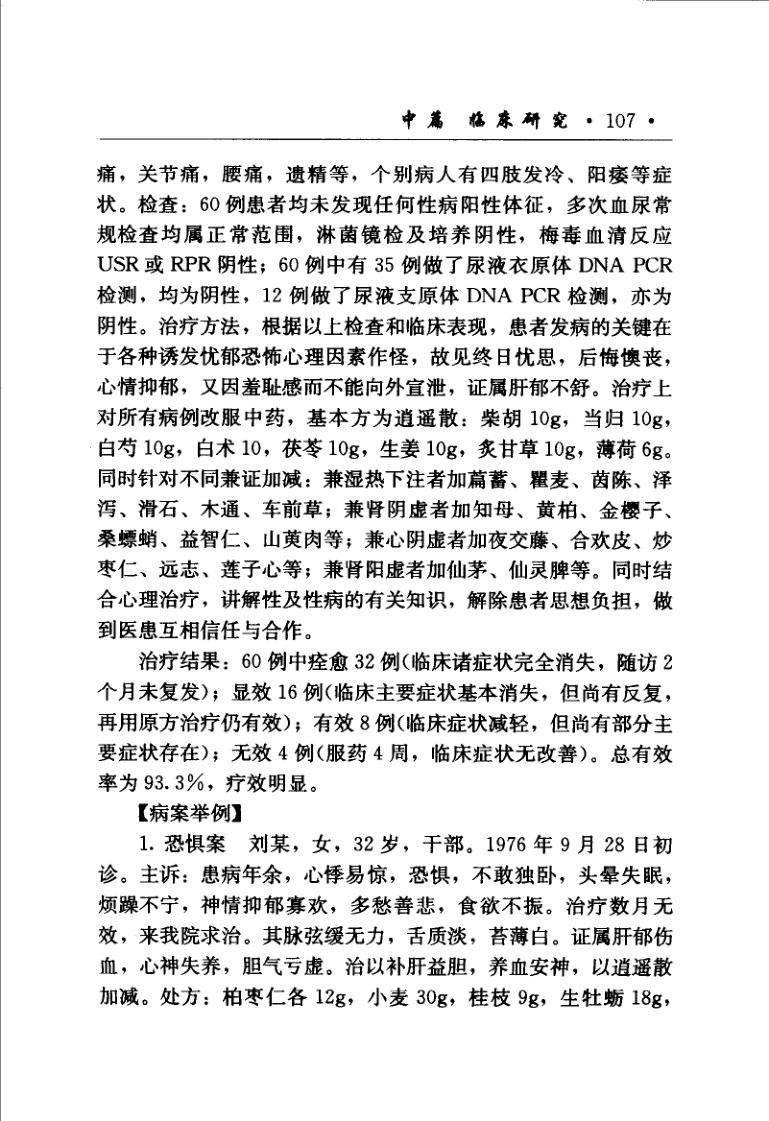 中篇 临床研究 · 107 ·
痛，关节痛，腰痛，遗精等，个别病人有四肢发冷、阳痿等症
状。检查：60 例患者均未发现任何性病阳性体征，多次血尿常
规检查均属正常范围，淋菌镜检及培养阴性，梅毒血清反应
USR 或 RPR 阴性；60 例中有 35 例做了尿液衣原体 DNA PCR
检测，均为阴性，12 例做了尿液支原体 DNA PCR 检测，亦为
阴性。治疗方法，根据以上检查和临床表现，患者发病的关键在
于各种诱发忧郁恐怖心理因素作怪，故见终日忧思，后悔懊丧，
心情抑郁，又因羞耻感而不能向外宣泄，证属肝郁不舒。治疗上
对所有病例改服中药，基本方为逍遥散：柴胡 10g，当归 10g，
白芍 10g，白术 10，茯苓 10g，生姜 10g，炙甘草 10g，薄荷 6g。
同时针对不同兼证加减：兼湿热下注者加萹蓄、瞿麦、茵陈、泽
泻、滑石、木通、车前草；兼肾阴虚者加知母、黄柏、金樱子、
桑螵蛸、益智仁、山萸肉等；兼心阴虚者加夜交藤、合欢皮、炒
枣仁、远志、莲子心等；兼肾阳虚者加仙茅、仙灵脾等。同时结
合心理治疗，讲解性及性病的有关知识，解除患者思想负担，做
到医患互相信任与合作。
治疗结果：60 例中痊愈 32 例(临床诸症状完全消失，随访 2
个月未复发)；显效 16 例(临床主要症状基本消失，但尚有反复，
再用原方治疗仍有效)；有效 8 例(临床症状减轻，但尚有部分主
要症状存在)；无效 4 例(服药 4 周，临床症状无改善)。总有效
率为 93.3%，疗效明显。
【病案举例】
1. 恐惧案 刘某，女，32 岁，干部。1976 年 9 月 28 日初
诊。主诉：患病年余，心悸易惊，恐惧，不敢独卧，头晕失眠，
烦躁不宁，神情抑郁寡欢，多愁善悲，食欲不振。治疗数月无
效，来我院求治。其脉弦缓无力，舌质淡，苔薄白。证属肝郁伤
血，心神失养，胆气亏虚。治以补肝益胆，养血安神，以逍遥散
加减。处方：柏枣仁各 12g，小麦 30g，桂枝 9g，生牡蛎 18g，